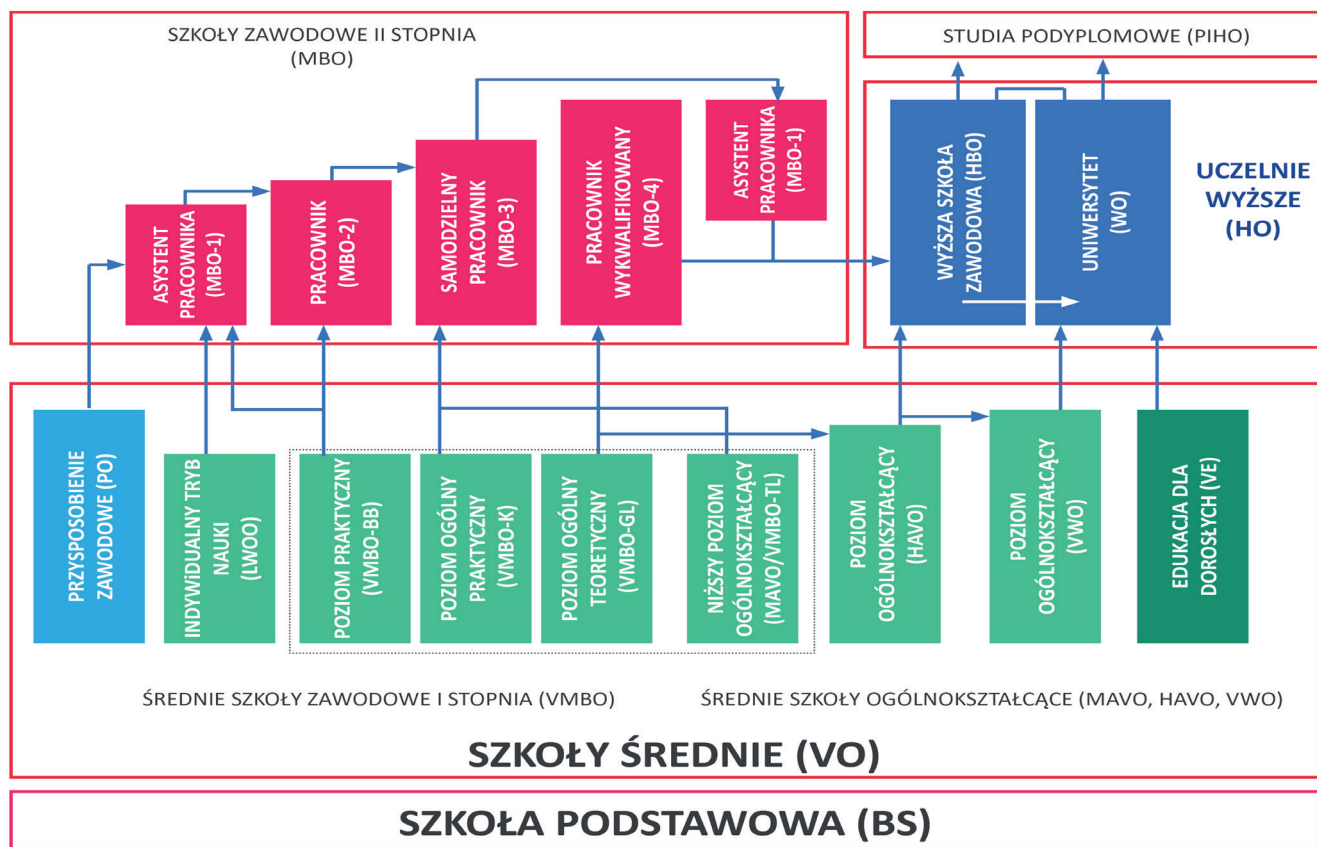 SZKOŁY ZAWODOWE II STOPNIA
(MBO)
STUDIA PODYPLOMOWE (PIHO)
ASYSTENT
PRACOWNIKA
(MBO-1)
PRACOWNIK
(MBO-2)
SAMODZIELNY
PRACOWNIK
(MBO-3)
PRACOWNIK
WYKWALIFIKOWANY
(MBO-4)
ASYSTENT
PRACOWNIKA
(MBO-1)
WYŻSZA SZKOŁA
ZAWODOWA (HBO)
UNIWERSYTET
(WO)
UCZELNIE
WYŻSZE
(HO)
PRZYSPOSOBIENIE
ZAWODOWE (PO)
INDYWiDUALNY TRYB
NAUKI
(LWOO)
POZIOM PRAKTYCZNY
(VMBO-BB)
POZIOM OGÓLNY
PRAKTYCZNY
(VMBO-K)
POZIOM OGÓLNY
TEORETYCZNY
(VMBO-GL)
NIŻSZY POZIOM
OGÓLNOKSZTAŁCĄCY
(MAVO/VMBO-TL)
POZIOM
OGÓLNOKSZTAŁCĄCY
(HAVO)
POZIOM
OGÓLNOKSZTAŁCĄCY
(VWO)
EDUKACJA DLA
DOROSŁYCH (VE)
ŚREDNIE SZKOŁY ZAWODOWE I STOPNIA (VMBO)
ŚREDNIE SZKOŁY OGÓLNOKSZTAŁCĄCE (MAVO, HAVO, VWO)
SZKOŁY ŚREDNIE (VO)
SZKOŁA PODSTAWOWA (BS)